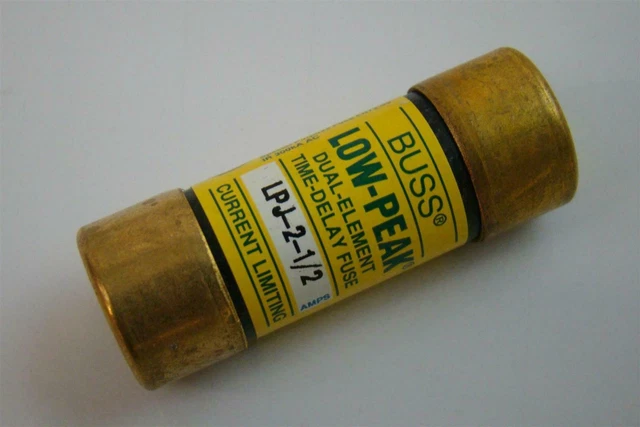 BUSS®
LOW-PEAK®
DUAL-ELEMENT
TIME-DELAY FUSE
LPJ-2-1/2
AMPS
CURRENT LIMITING